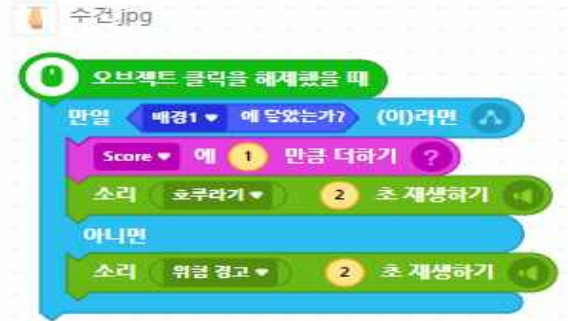 수건.jpg
오브젝트 클릭을 해제했을 때
만일 배경1 에 닿았는가? (이)라면
Score 에 1 만큼 더하기 ?
소리 호루라기 2 초 재생하기
아니면
소리 위험 경고 2 초 재생하기